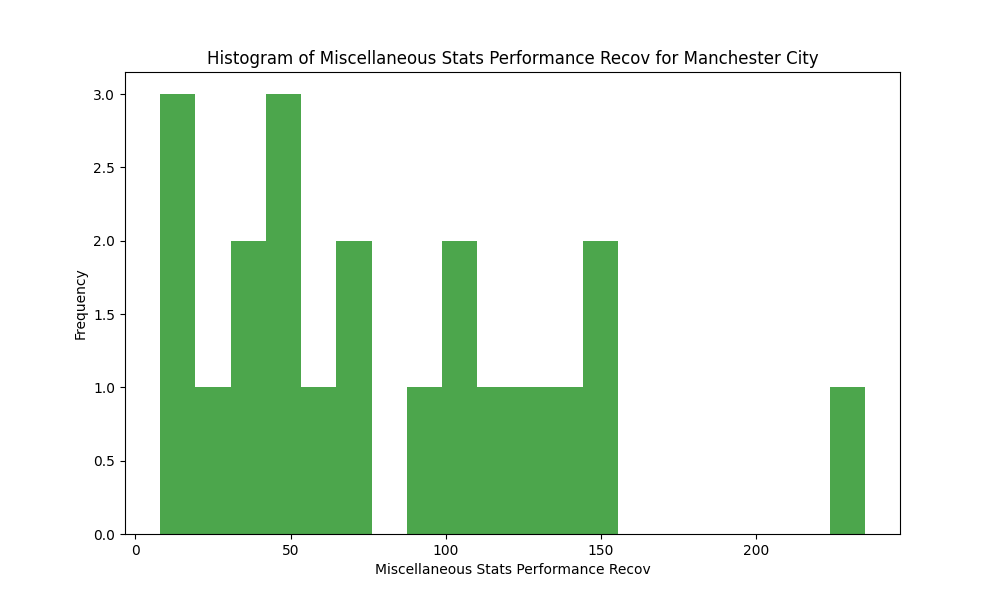 Histogram of Miscellaneous Stats Performance Recov for Manchester City
Frequency
3.0
2.5
2.0
1.5
1.0
0.5
0.0
0 50 100 150 200
Miscellaneous Stats Performance Recov